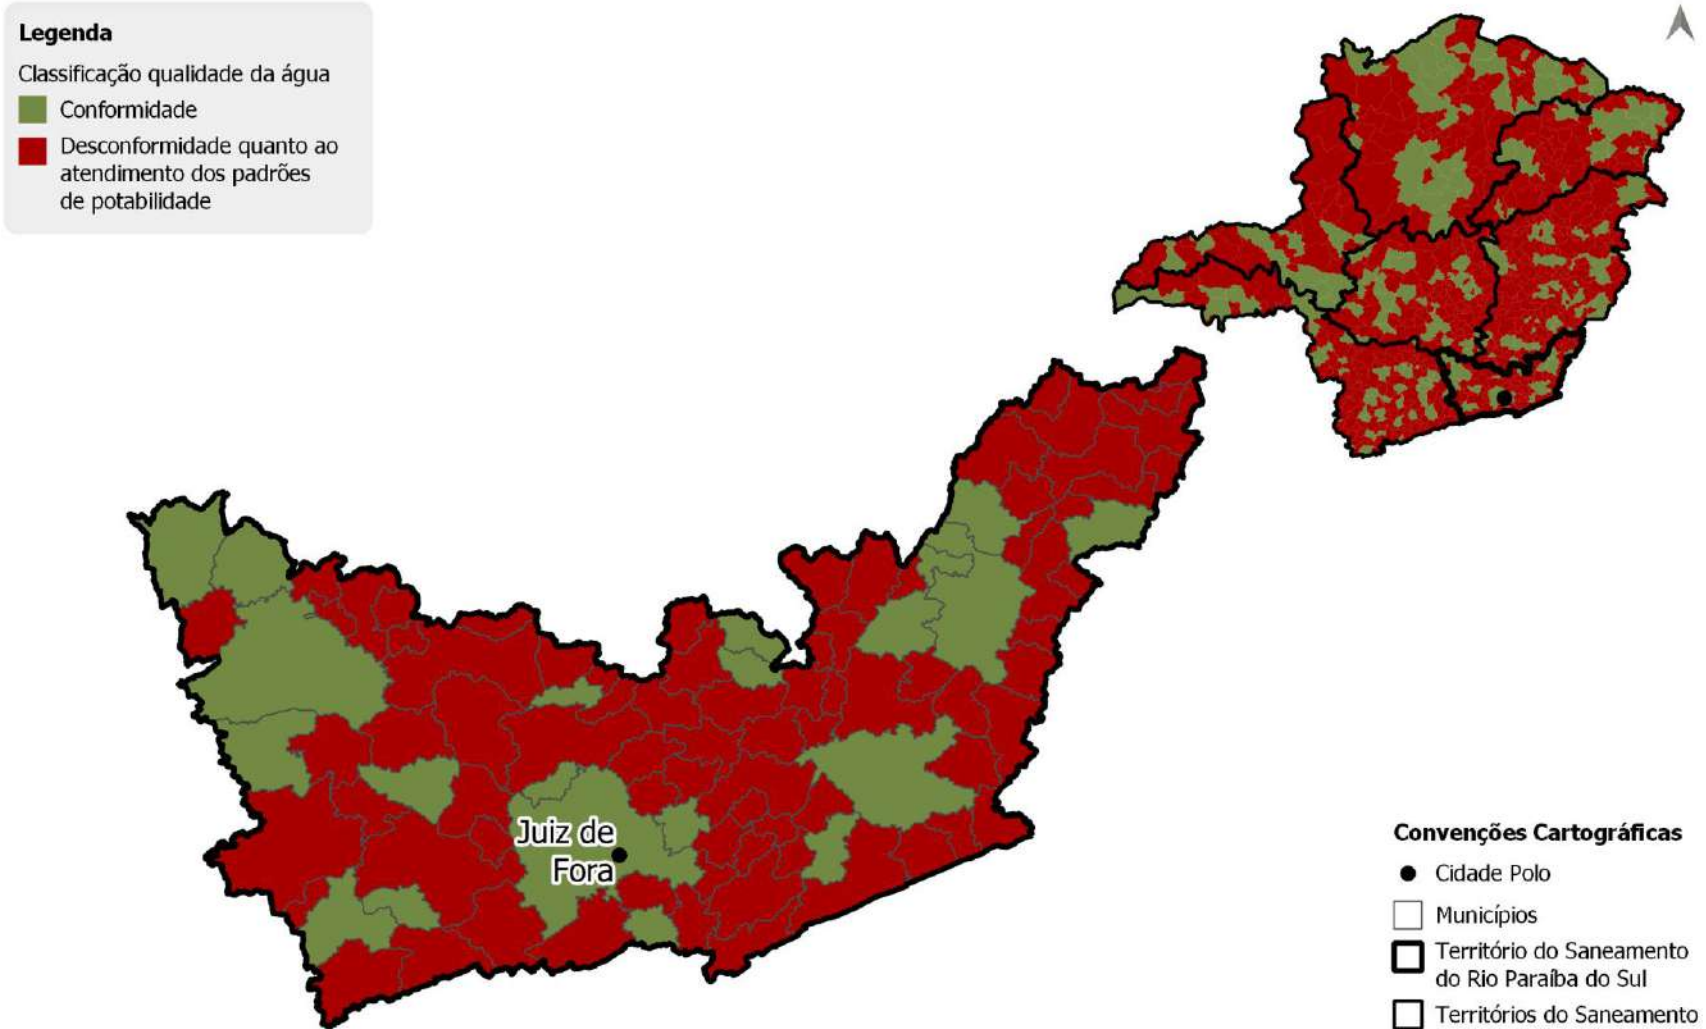 Legenda
Classificação qualidade da água
Conformidade
Desconformidade quanto ao
atendimento dos padrões
de potabilidade
Juiz de
Fora
Convenções Cartográficas
Cidade Polo
Municípios
Território do Saneamento
do Rio Paraíba do Sul
Territórios do Saneamento